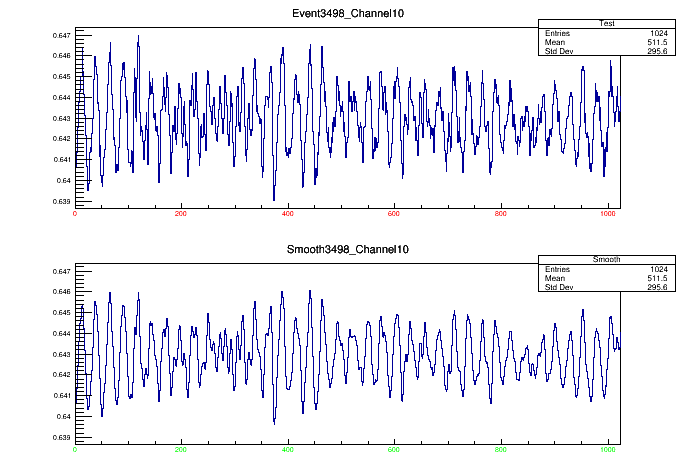 Event3498_Channel10
Test
Entries 1024
Mean 511.5
Std Dev 295.6
0.647
0.646
0.645
0.644
0.643
0.642
0.641
0.64
0.639
0 200 400 600 800 1000
Smooth3498_Channel10
Smooth
Entries 1024
Mean 511.5
Std Dev 295.6
0.647
0.646
0.645
0.644
0.643
0.642
0.641
0.64
0.639
0 200 400 600 800 1000